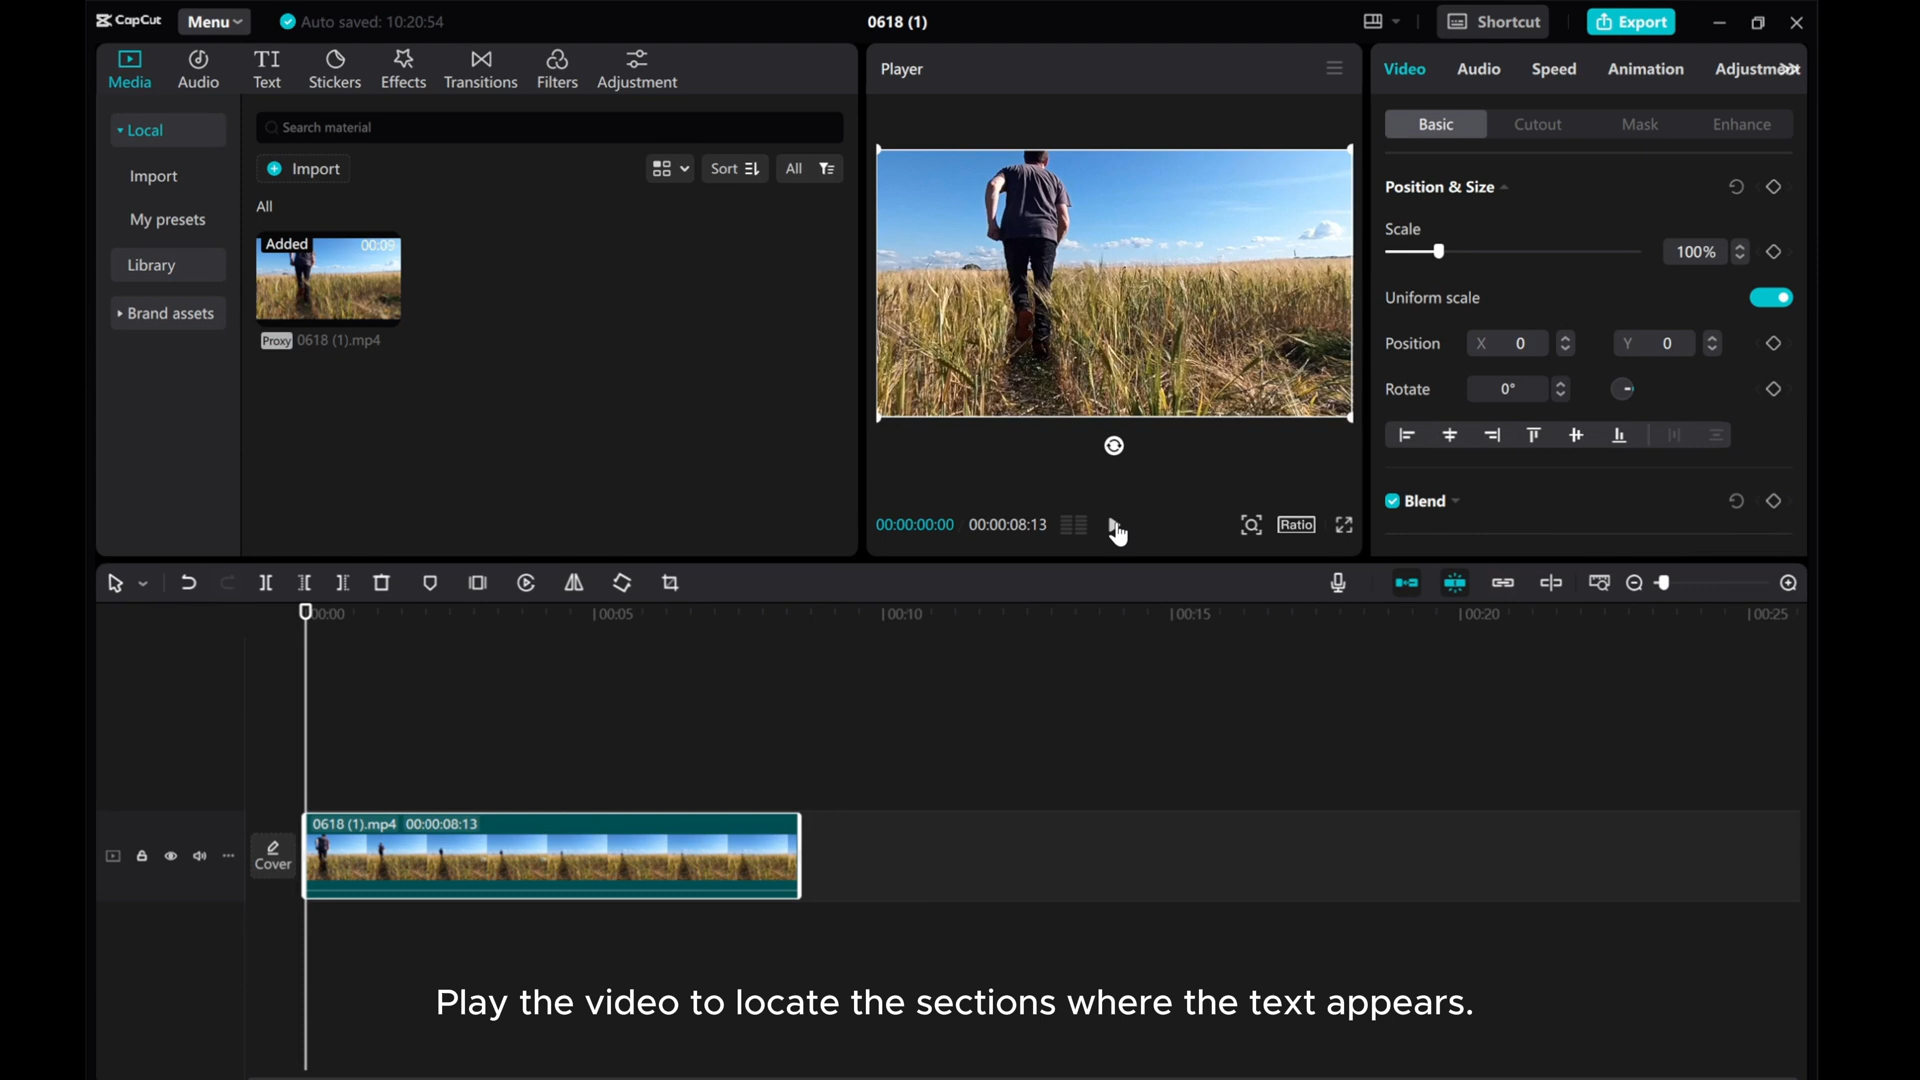 CapCut
Menu
Auto saved: 10:20:54
0618 (1)
Shortcut
Export
Media
Audio
Text
Stickers
Effects
Transitions
Filters
Adjustment
Local
Import
My presets
Library
Brand assets
Search material
Import
Sort
All
All
Added
00:09
Proxy
0618 (1).mp4
Player
00:00:00:00
00:00:08:13
Ratio
Video
Audio
Speed
Animation
Adjustment
Basic
Cutout
Mask
Enhance
Position & Size
Scale
100%
Uniform scale
Position
X 0
Y 0
Rotate
0°
Blend
00:00
00:05
00:10
00:15
00:20
00:25
Cover
0618 (1).mp4 00:00:08:13
Play the video to locate the sections where the text appears.